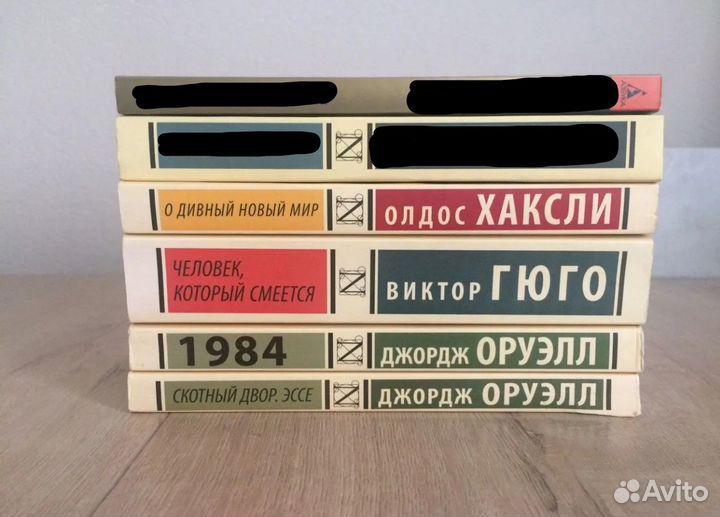 О ДИВНЫЙ НОВЫЙ МИР
ОЛДОС ХАКСЛИ
ЧЕЛОВЕК,
КОТОРЫЙ СМЕЕТСЯ
ВИКТОР ГЮГО
1984
ДЖОРДЖ ОРУЭЛЛ
СКОТНЫЙ ДВОР. ЭССЕ
ДЖОРДЖ ОРУЭЛЛ
Avito